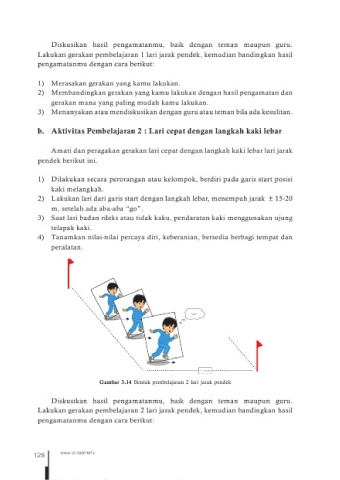 Diskusikan hasil pengamatanmu, baik dengan teman maupun guru.
Lakukan gerakan pembelajaran 1 lari jarak pendek, kemudian bandingkan hasil
pengamatanmu dengan cara berikut:
1) Merasakan gerakan yang kamu lakukan.
2) Membandingkan gerakan yang kamu lakukan dengan hasil pengamatan dan
gerakan mana yang paling mudah kamu lakukan.
3) Menanyakan atau mendiskusikan dengan guru atau teman bila ada kesulitan.
b. Aktivitas Pembelajaran 2 : Lari cepat dengan langkah kaki lebar
Amati dan peragakan gerakan lari cepat dengan langkah kaki lebar lari jarak
pendek berikut ini.
1) Dilakukan secara perorangan atau kelompok, berdiri pada garis start posisi
kaki melangkah.
2) Lakukan lari dari garis start dengan langkah lebar, menempuh jarak ± 15-20
m, setelah ada aba-aba “go”.
3) Saat lari badan rileks atau tidak kaku, pendaratan kaki menggunakan ujung
telapak kaki.
4) Tanamkan nilai-nilai percaya diri, keberanian, bersedia berbagi tempat dan
peralatan.
Gambar 3.14 Bentuk pembelajaran 2 lari jarak pendek
Diskusikan hasil pengamatanmu, baik dengan teman maupun guru.
Lakukan gerakan pembelajaran 2 lari jarak pendek, kemudian bandingkan hasil
pengamatanmu dengan cara berikut:
128 Kelas VII SMP/MTs